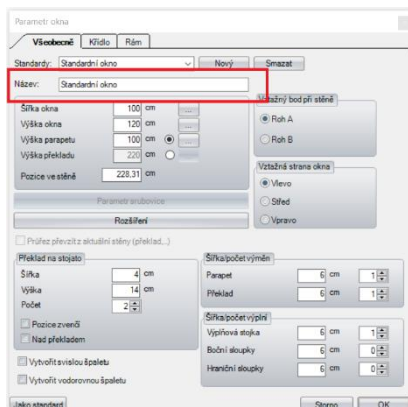 Parametr okna
Všeobecně Křídlo Rám
Standardy: Standardní okno Nový Smazat
Název: Standardní okno
Šířka okna 100 cm ...
Výška okna 120 cm ...
Výška parapetu 100 cm ...
Výška překladu 220 cm
Pozice ve stěně 228,31 cm
Vztažný bod při stěně
Roh A
Roh B
Vztažná strana okna
Vlevo
Střed
Vpravo
Parametr srubovice
Rozšíření
Průřez převzít z aktuální stěny (překlad...)
Překlad na stojato
Šířka 4 cm
Výška 14 cm
Počet 2
Pozice zvenčí
Nad překladem
Vytvořit svislou špaletu
Vytvořit vodorovnou špaletu
Šířka/počet výměn
Parapet 6 cm 1
Překlad 6 cm 1
Šířka/počet výplní
Výplňová stojka 6 cm 1
Boční sloupky 6 cm 0
Hraniční sloupky 6 cm 0
Jako standard Storno OK